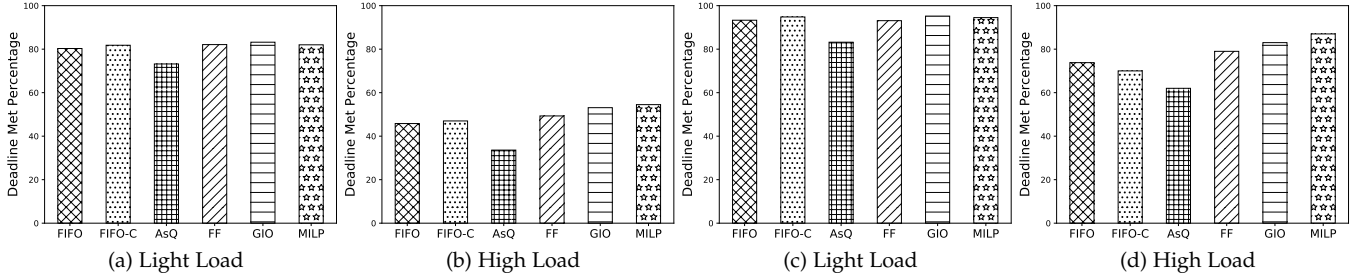 Deadline Met Percentage
100
80
60
40
20
0
FIFO FIFO-C AsQ FF GIO MILP
(a) Light Load
Deadline Met Percentage
100
80
60
40
20
0
FIFO FIFO-C AsQ FF GIO MILP
(b) High Load
Deadline Met Percentage
100
80
60
40
20
0
FIFO FIFO-C AsQ FF GIO MILP
(c) Light Load
Deadline Met Percentage
100
80
60
40
20
0
FIFO FIFO-C AsQ FF GIO MILP
(d) High Load